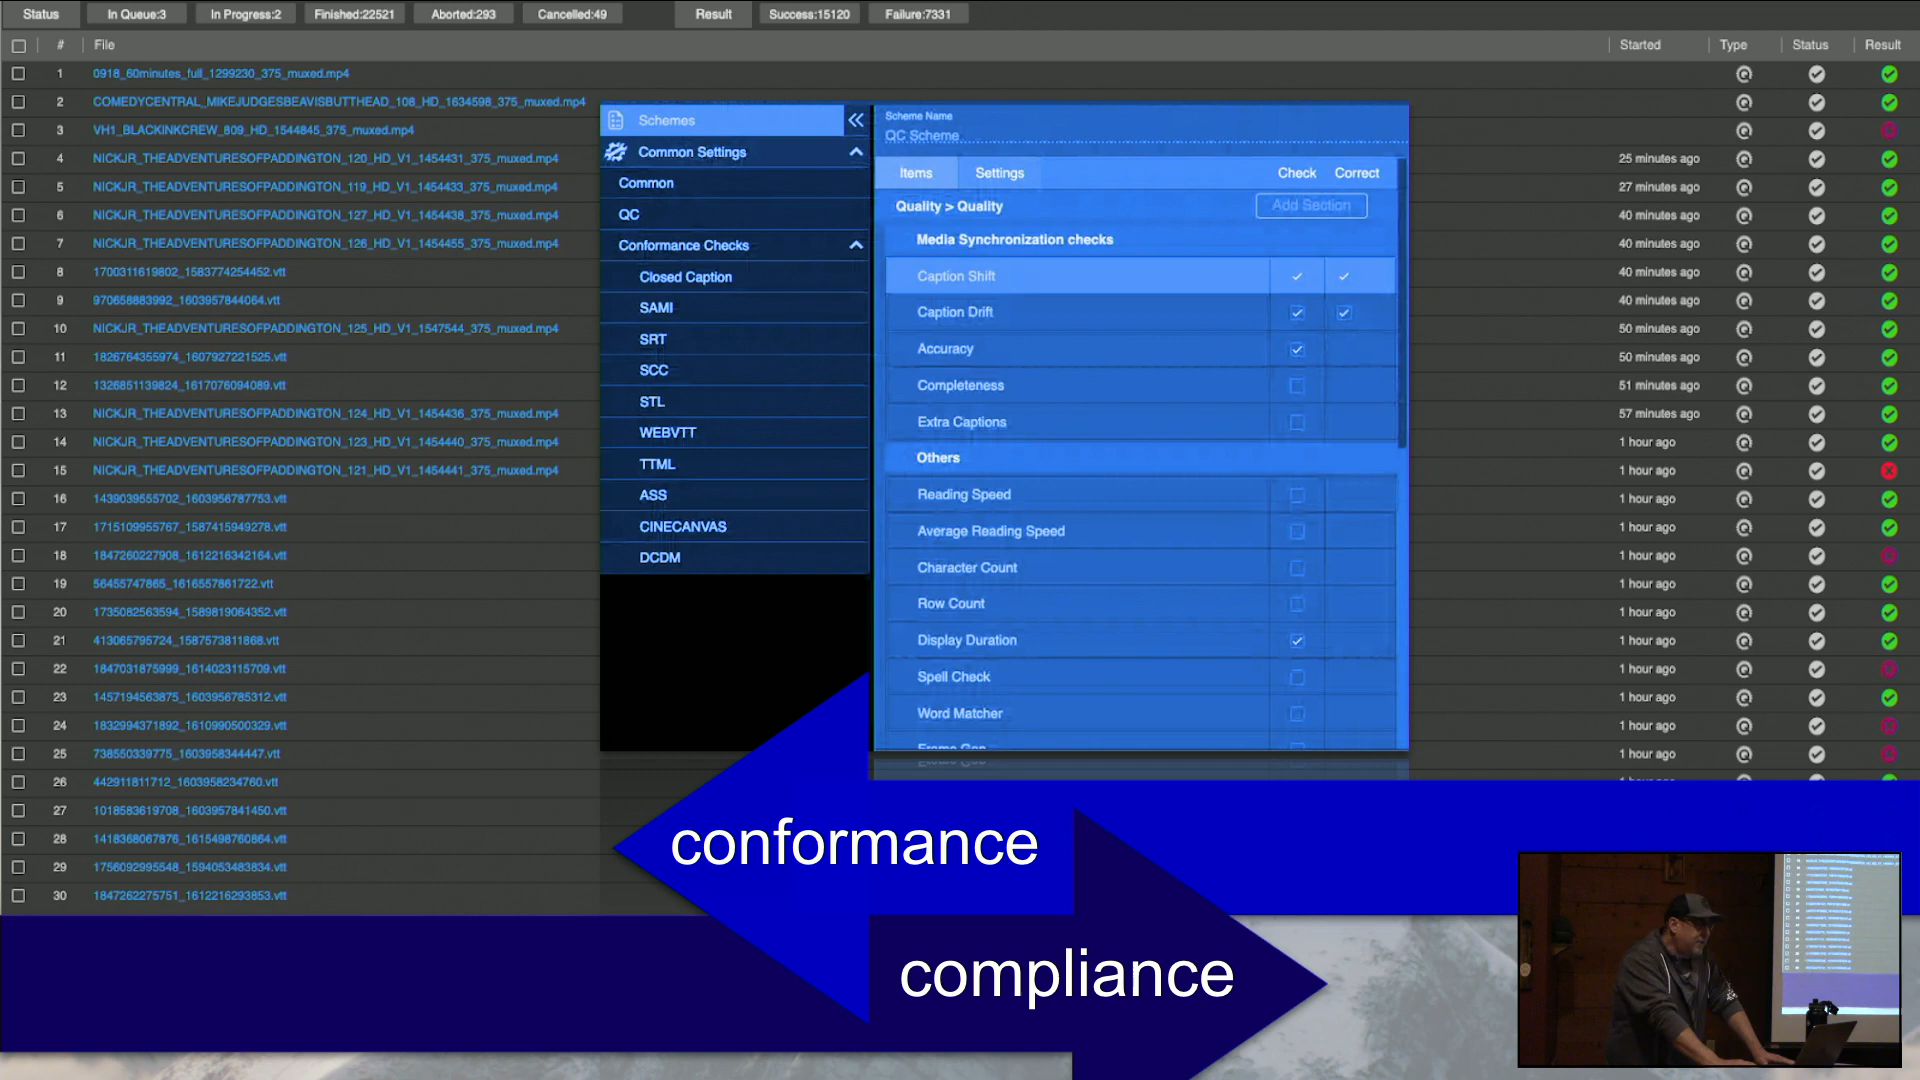 Status In Queue:3 In Progress:2 Finished:22521 Aborted:293 Cancelled:49 Result Success:15120 Failure:7331
# File Started Type Status Result
1 0918_60minutes_full_1299230_375_muxed.mp4
2 COMEDYCENTRAL_MIKEJUDGESBEAVISBUTTHEAD_108_HD_1634598_375_muxed.mp4
3 VH1_BLACKINKCREW_809_HD_1544845_375_muxed.mp4
4 NICKJR_THEADVENTURESOFPADDINGTON_120_HD_V1_1454431_375_muxed.mp4 25 minutes ago
5 NICKJR_THEADVENTURESOFPADDINGTON_119_HD_V1_1454433_375_muxed.mp4 27 minutes ago
6 NICKJR_THEADVENTURESOFPADDINGTON_127_HD_V1_1454438_375_muxed.mp4 40 minutes ago
7 NICKJR_THEADVENTURESOFPADDINGTON_126_HD_V1_1454455_375_muxed.mp4 40 minutes ago
8 1700311619802_1583774254452.vtt 40 minutes ago
9 970658883992_1603957844064.vtt 40 minutes ago
10 NICKJR_THEADVENTURESOFPADDINGTON_125_HD_V1_1547544_375_muxed.mp4 50 minutes ago
11 1826764355974_1607927221525.vtt 50 minutes ago
12 1326851139824_1617076094089.vtt 51 minutes ago
13 NICKJR_THEADVENTURESOFPADDINGTON_124_HD_V1_1454436_375_muxed.mp4 57 minutes ago
14 NICKJR_THEADVENTURESOFPADDINGTON_123_HD_V1_1454440_375_muxed.mp4 1 hour ago
15 NICKJR_THEADVENTURESOFPADDINGTON_121_HD_V1_1454441_375_muxed.mp4 1 hour ago
16 1439039555702_1603956787753.vtt 1 hour ago
17 1715109955767_1587415949278.vtt 1 hour ago
18 1847260227908_1612216342164.vtt 1 hour ago
19 56455747865_1616557861722.vtt 1 hour ago
20 1735082563594_1589819064352.vtt 1 hour ago
21 413065795724_1587573811868.vtt 1 hour ago
22 1847031875999_1614023115709.vtt 1 hour ago
23 1457194563875_1603956785312.vtt 1 hour ago
24 1832994371892_1610990500329.vtt 1 hour ago
25 738550339775_1603958344447.vtt 1 hour ago
26 442911811712_1603958234760.vtt
27 1018583619708_1603957841450.vtt
28 1418368067876_1615498760864.vtt
29 1756092995548_1594053483834.vtt
30 1847262275751_1612216293853.vtt
Schemes
Common Settings
Common
QC
Conformance Checks
Closed Caption
SAMI
SRT
SCC
STL
WEBVTT
TTML
ASS
CINECANVAS
DCDM
Scheme Name
QC Scheme
Items Settings Check Correct
Quality > Quality Add Section
Media Synchronization checks
Caption Shift
Caption Drift
Accuracy
Completeness
Extra Captions
Others
Reading Speed
Average Reading Speed
Character Count
Row Count
Display Duration
Spell Check
Word Matcher
conformance
compliance